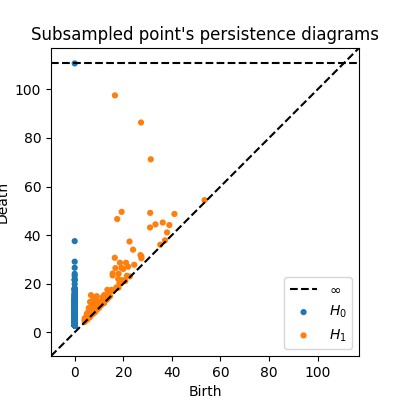 Subsampled point's persistence diagrams
Death
100
80
60
40
20
0
0 20 40 60 80 100
Birth
∞
H₀
H₁